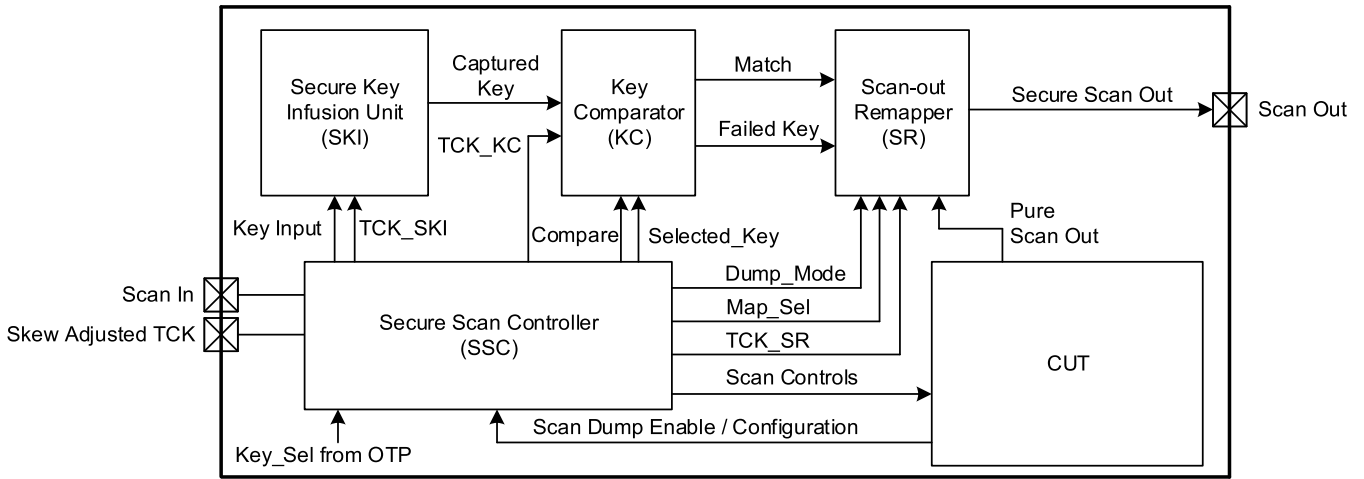 Secure Key
Infusion Unit
(SKI)
Captured
Key
Key
Comparator
(KC)
Match
Failed Key
Scan-out
Remapper
(SR)
Secure Scan Out
Scan Out
TCK_KC
Key Input
TCK_SKI
Compare
Selected_Key
Pure
Scan Out
Scan In
Skew Adjusted TCK
Secure Scan Controller
(SSC)
Dump_Mode
Map_Sel
TCK_SR
Scan Controls
CUT
Scan Dump Enable / Configuration
Key_Sel from OTP